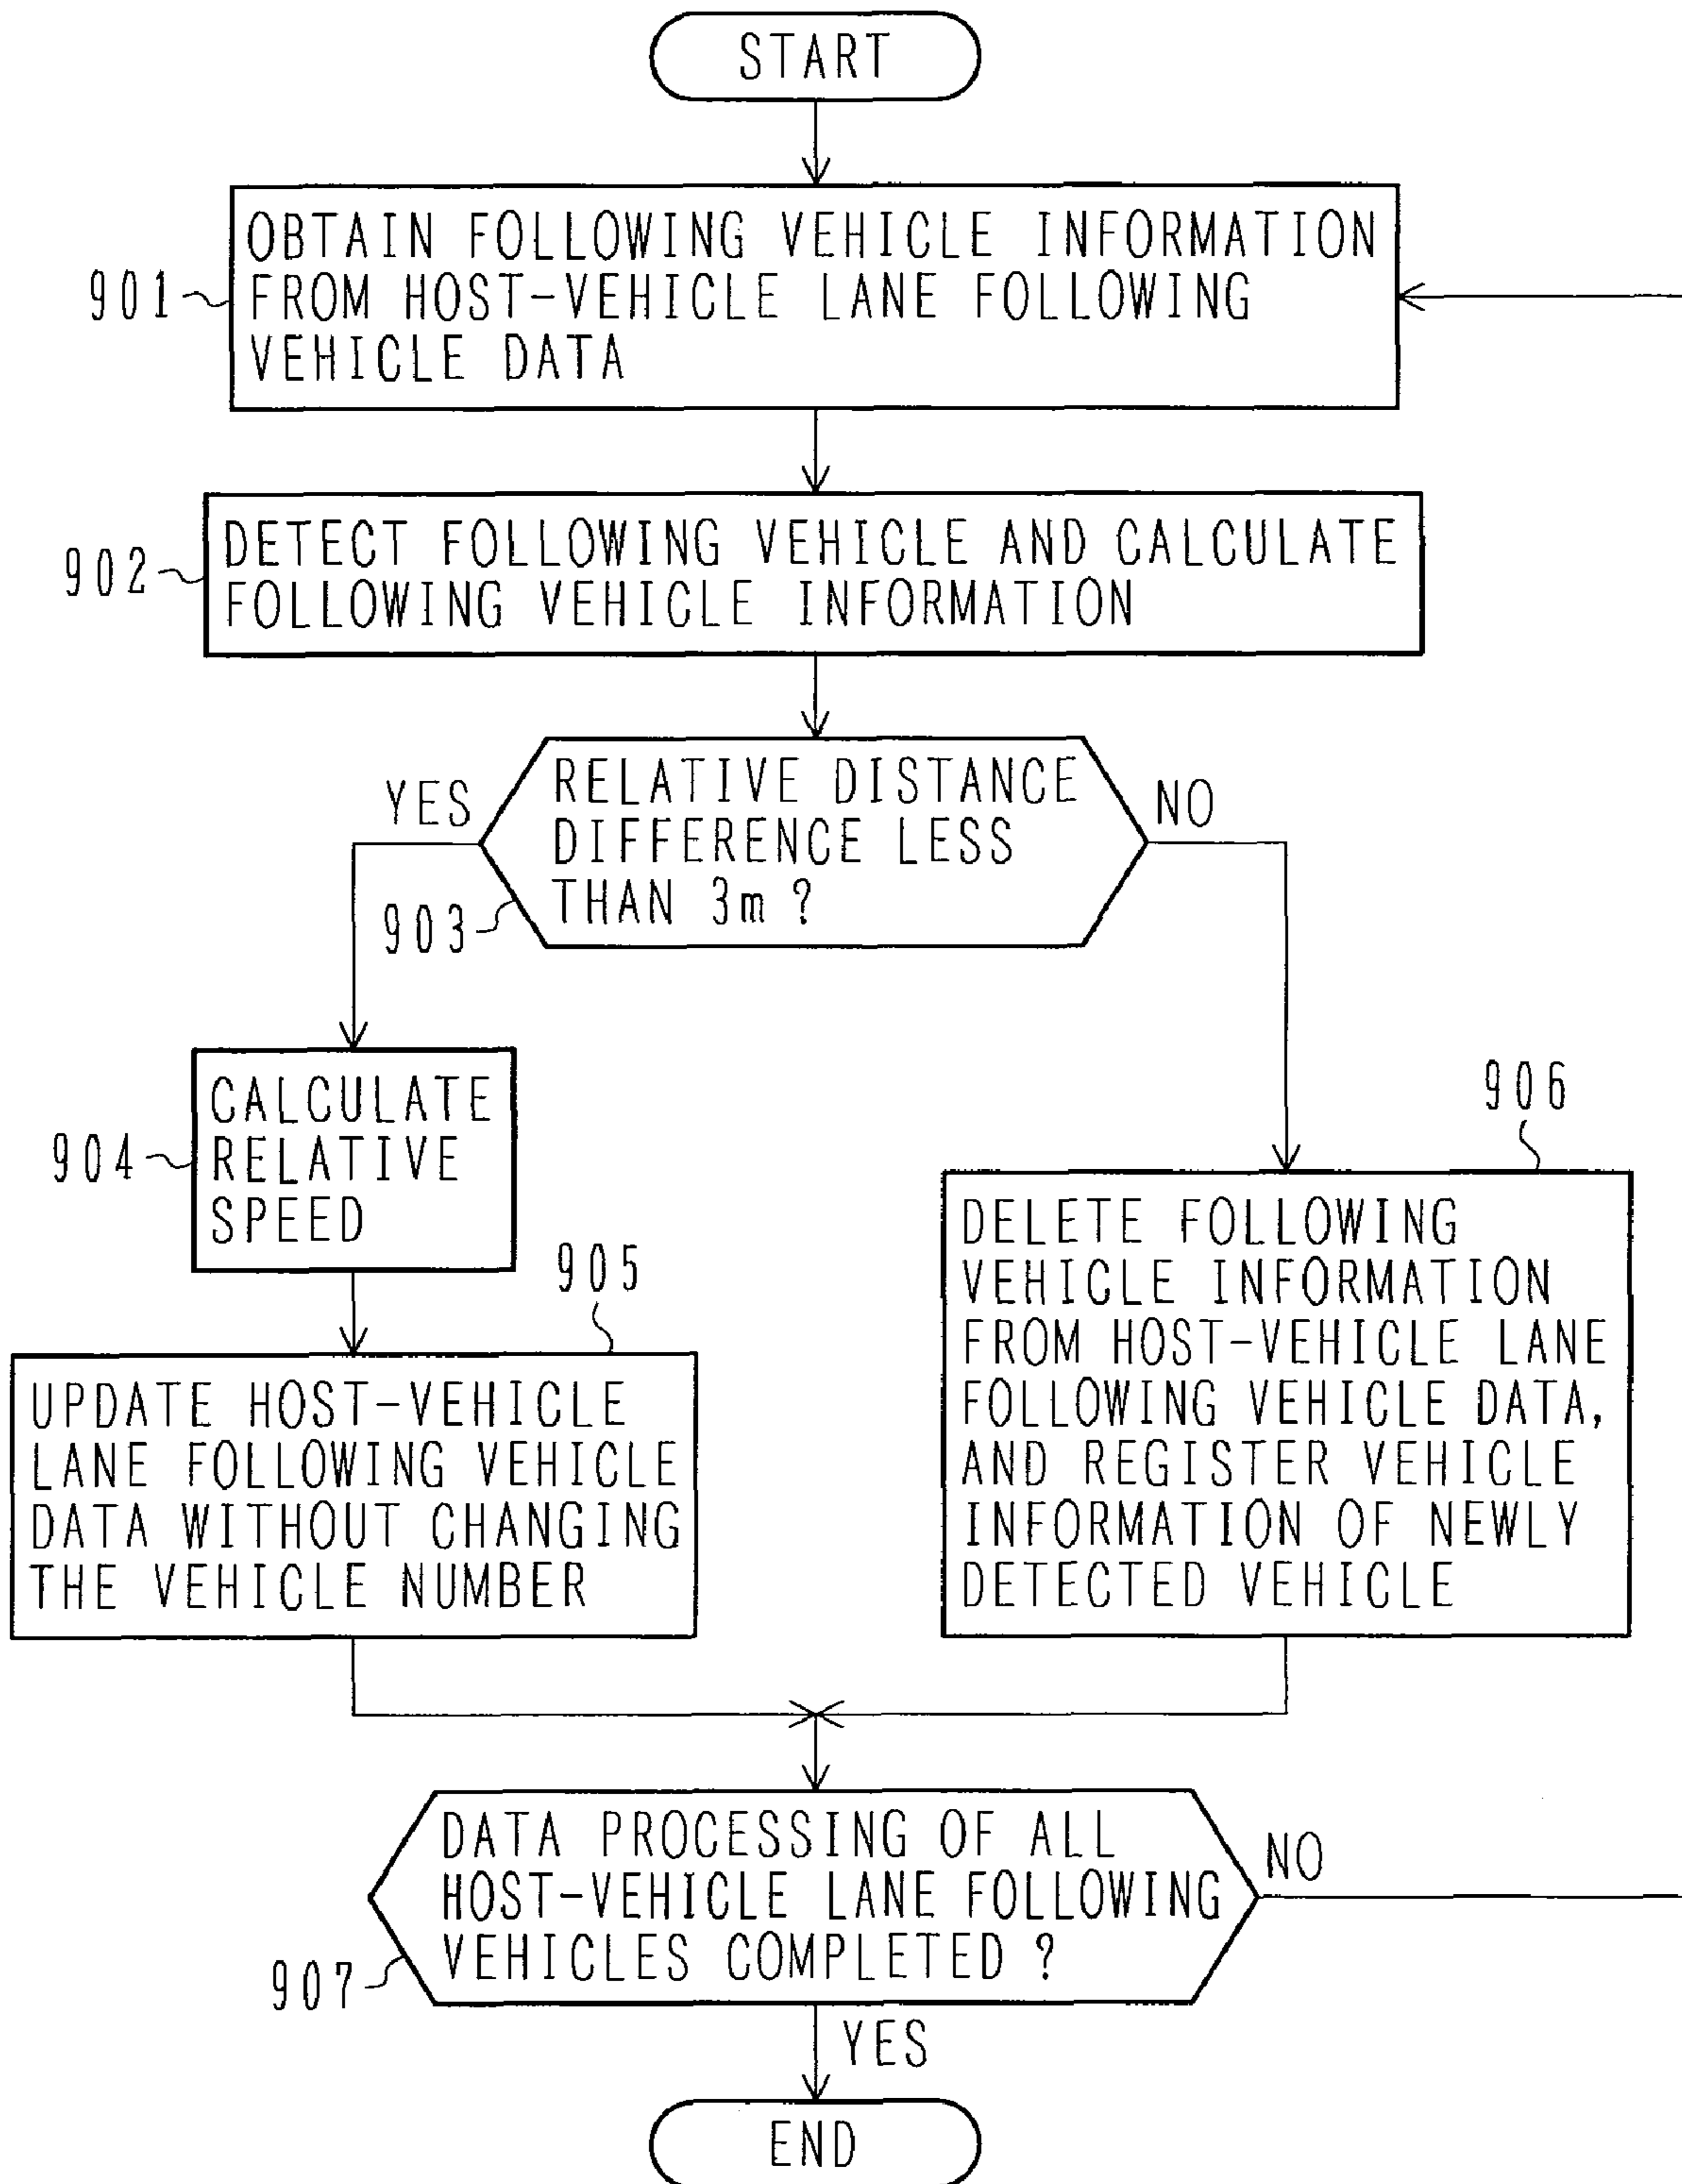 START
901
OBTAIN FOLLOWING VEHICLE INFORMATION
FROM HOST-VEHICLE LANE FOLLOWING
VEHICLE DATA
902
DETECT FOLLOWING VEHICLE AND CALCULATE
FOLLOWING VEHICLE INFORMATION
YES
RELATIVE DISTANCE
DIFFERENCE LESS
THAN 3m ?
NO
903
904
CALCULATE
RELATIVE
SPEED
905
UPDATE HOST-VEHICLE
LANE FOLLOWING VEHICLE
DATA WITHOUT CHANGING
THE VEHICLE NUMBER
906
DELETE FOLLOWING
VEHICLE INFORMATION
FROM HOST-VEHICLE LANE
FOLLOWING VEHICLE DATA,
AND REGISTER VEHICLE
INFORMATION OF NEWLY
DETECTED VEHICLE
DATA PROCESSING OF ALL
HOST-VEHICLE LANE FOLLOWING
VEHICLES COMPLETED ?
NO
907
YES
END